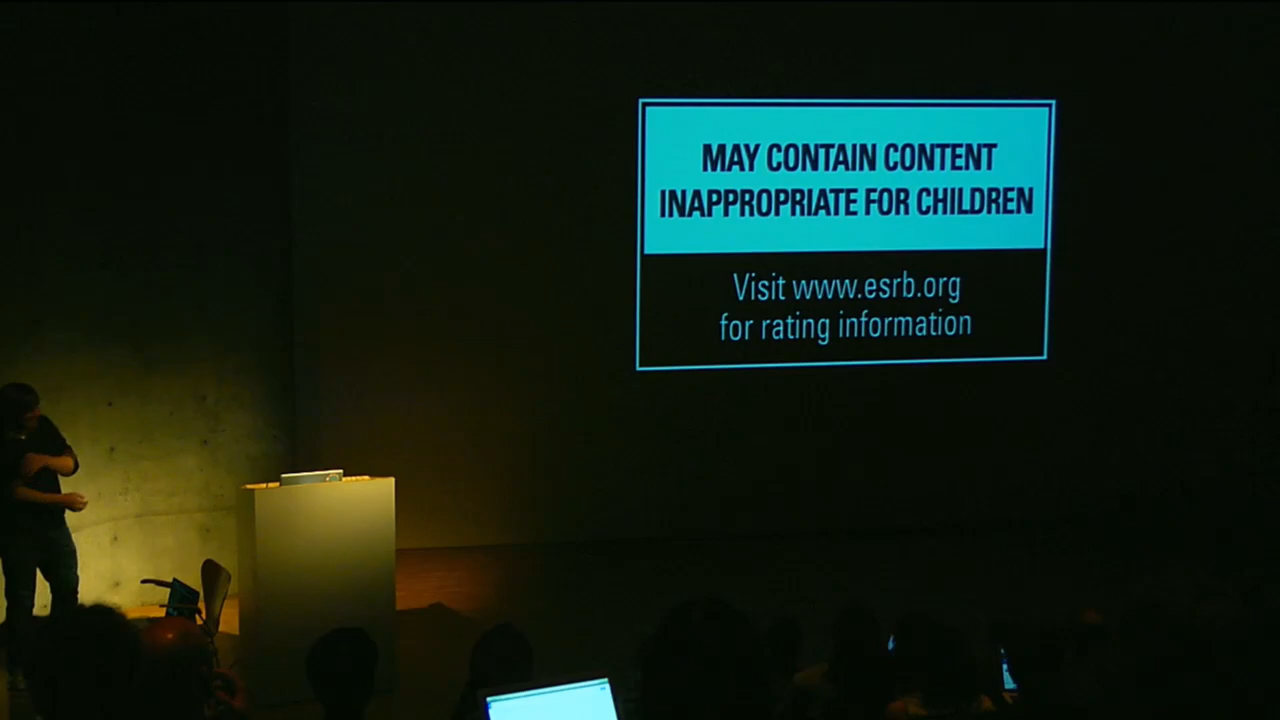 MAY CONTAIN CONTENT
INAPPROPRIATE FOR CHILDREN
Visit www.esrb.org
for rating information